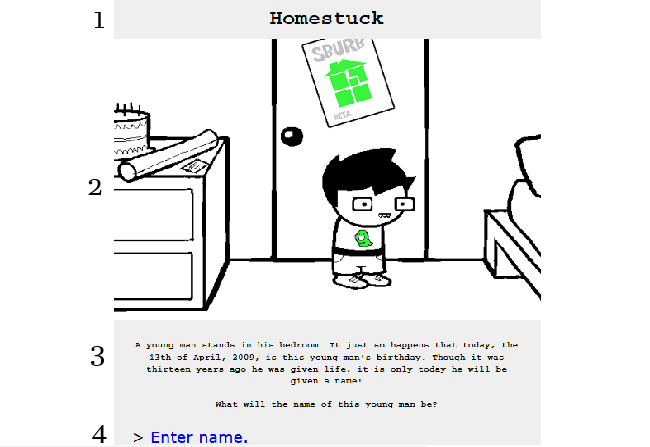 1
Homestuck
SBURB
BETA
2
3
A young man stands in his bedroom. It just so happens that today, the
13th of April, 2009, is this young man's birthday. Though it was
thirteen years ago he was given life, it is only today he will be
given a name!
What will the name of this young man be?
4
> Enter name.